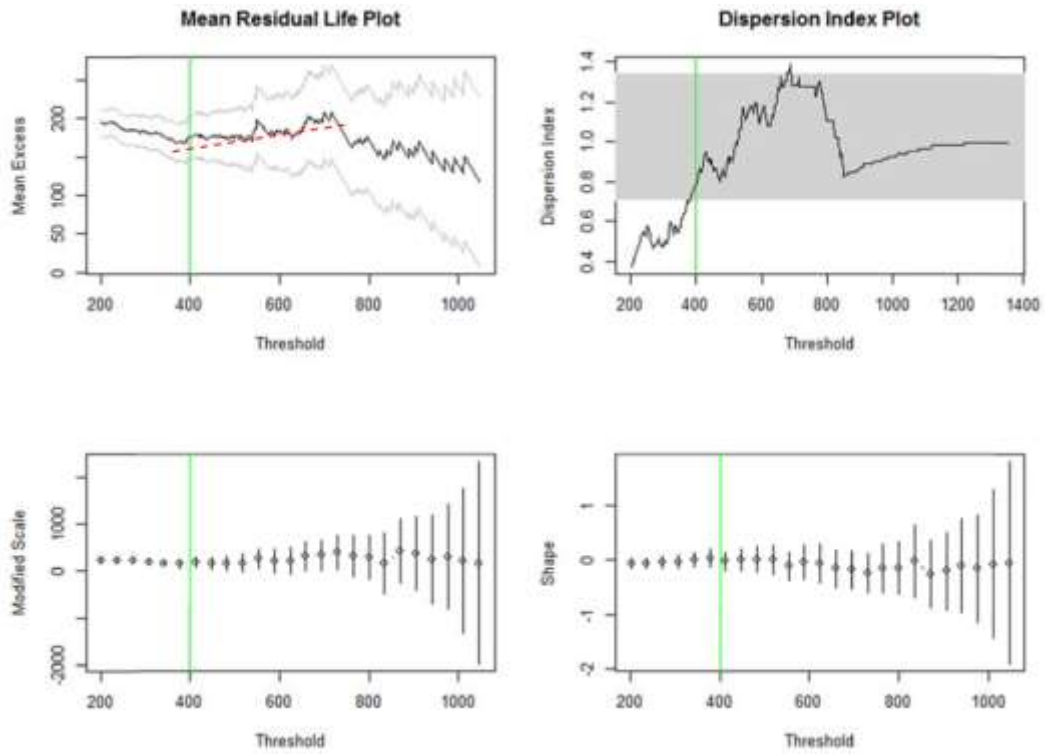 Mean Residual Life Plot
Mean Excess
0 50 100 200
200 400 600 800 1000
Threshold
Dispersion Index Plot
Dispersion Index
0.4 0.6 0.8 1.0 1.2 1.4
200 400 600 800 1000 1200 1400
Threshold
Modified Scale
-2000 0 1000
200 400 600 800 1000
Threshold
Shape
-2 -1 0 1
200 400 600 800 1000
Threshold